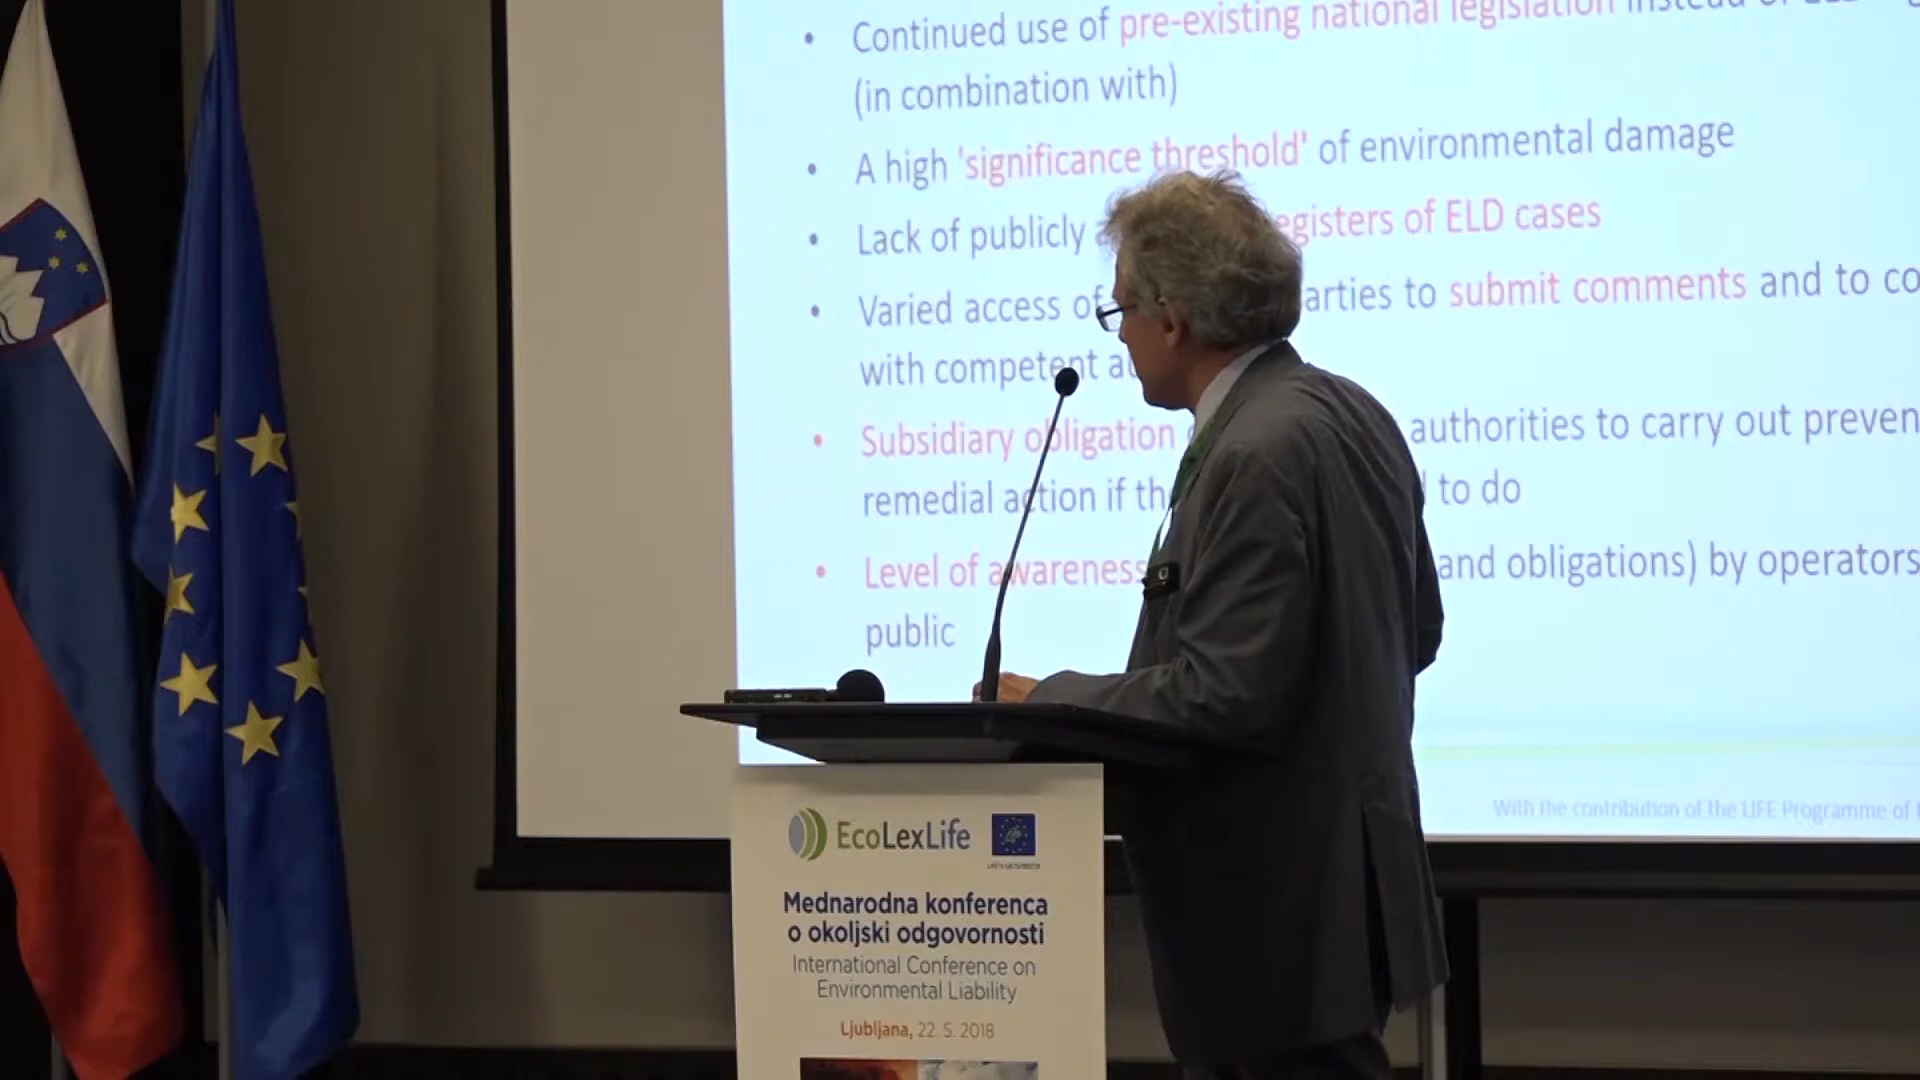 Continued use of pre-existing national legislation instead of
(in combination with)
A high 'significance threshold' of environmental damage
Lack of publicly egisters of ELD cases
Varied access of arties to submit comments and to co
with competent
Subsidiary obligation authorities to carry out preven
remedial action if to do
Level of awareness and obligations) by operators
public
With the contribution of the LIFE Programme of
EcoLexLife
Mednarodna konferenca
o okoljski odgovornosti
International Conference on
Environmental Liability
Ljubljana, 22. 5. 2018